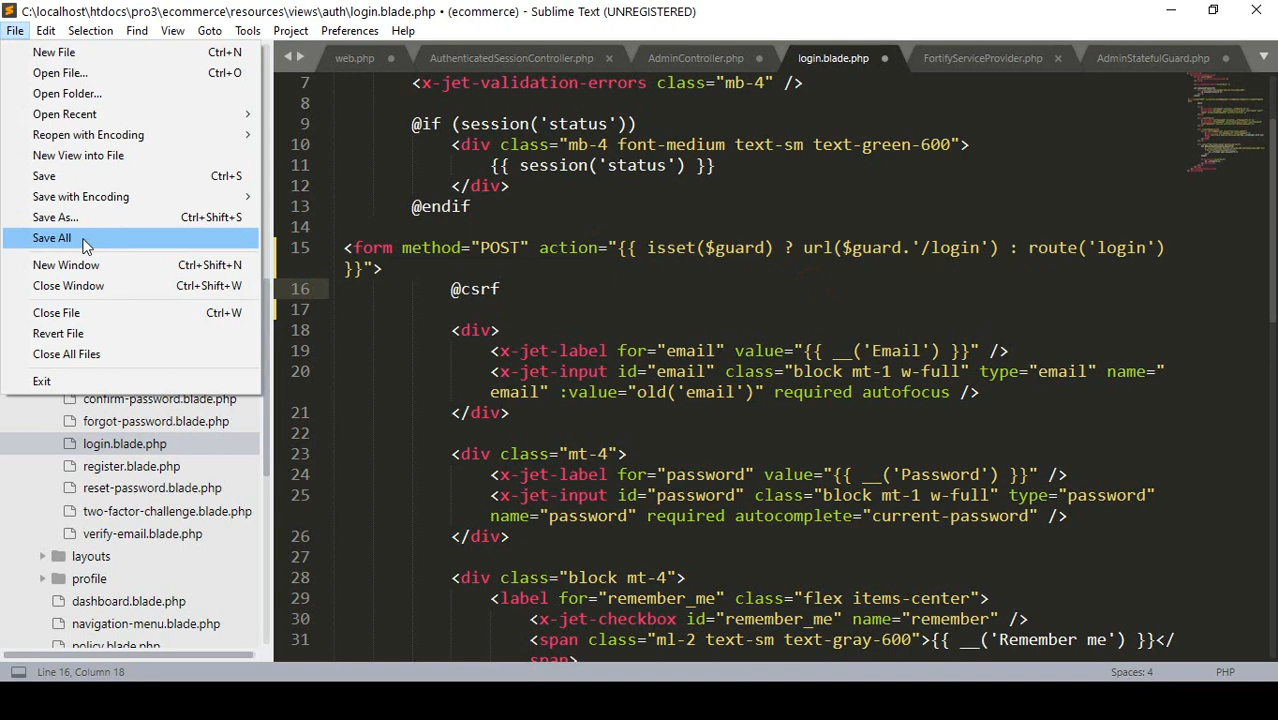 C:\localhost\htdocs\pro3\ecommerce\resources\views\auth\login.blade.php • (ecommerce) - Sublime Text (UNREGISTERED)
File Edit Selection Find View Goto Tools Project Preferences Help
web.php AuthenticatedSessionController.php AdminController.php login.blade.php FortifyServiceProvider.php AdminStatefulGuard.php
New File Ctrl+N
Open File... Ctrl+O
Open Folder...
Open Recent
Reopen with Encoding
New View into File
Save Ctrl+S
Save with Encoding
Save As... Ctrl+Shift+S
Save All
New Window Ctrl+Shift+N
Close Window Ctrl+Shift+W
Close File Ctrl+W
Revert File
Close All Files
Exit
confirm-password.blade.php
forgot-password.blade.php
login.blade.php
register.blade.php
reset-password.blade.php
two-factor-challenge.blade.php
verify-email.blade.php
layouts
profile
dashboard.blade.php
navigation-menu.blade.php
policy.blade.php
7 <x-jet-validation-errors class="mb-4" />
8
9 @if (session('status'))
10 <div class="mb-4 font-medium text-sm text-green-600">
11 {{ session('status') }}
12 </div>
13 @endif
14
15 <form method="POST" action="{{ isset($guard) ? url($guard.'/login') : route('login')
}}">
16 @csrf
17
18 <div>
19 <x-jet-label for="email" value="{{ __('Email') }}" />
20 <x-jet-input id="email" class="block mt-1 w-full" type="email" name="
email" :value="old('email')" required autofocus />
21 </div>
22
23 <div class="mt-4">
24 <x-jet-label for="password" value="{{ __('Password') }}" />
25 <x-jet-input id="password" class="block mt-1 w-full" type="password"
name="password" required autocomplete="current-password" />
26 </div>
27
28 <div class="block mt-4">
29 <label for="remember_me" class="flex items-center">
30 <x-jet-checkbox id="remember_me" name="remember" />
31 <span class="ml-2 text-sm text-gray-600">{{ __('Remember me') }}</
span>
Line 16, Column 18 Spaces: 4 PHP